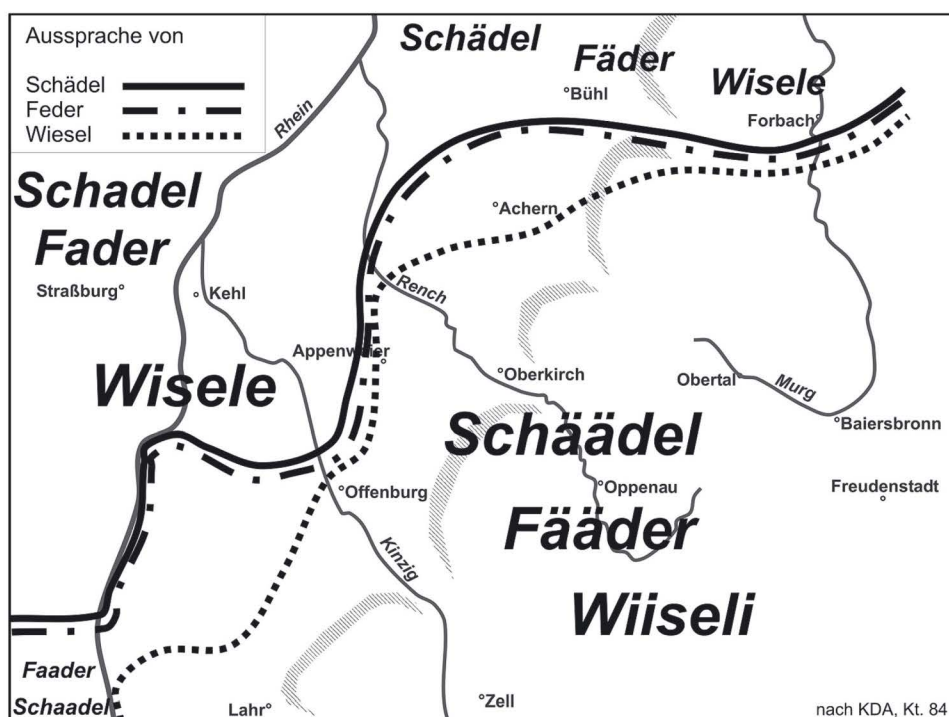 Aussprache von
Schädel
Feder
Wiesel
Schädel
Fäder
Wisele
°Bühl
Forbach°
Rhein
Schadel
Fader
°Achern
Straßburg°
°Kehl
Rench
Appenweier
Wisele
°Oberkirch
Obertal
Murg
Schäädel
°Baiersbronn
°Offenburg
°Oppenau
Freudenstadt
Fääder
Kinzig
Wiiseli
Faader
Schaadel
Lahr°
°Zell
nach KDA, Kt. 84